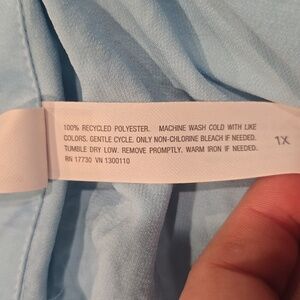 100% RECYCLED POLYESTER. MACHINE WASH COLD WITH LIKE
COLORS. GENTLE CYCLE. ONLY NON-CHLORINE BLEACH IF NEEDED.
TUMBLE DRY LOW. REMOVE PROMPTLY, WARM IRON IF NEEDED.
RN 17730 VN 1300110
1X